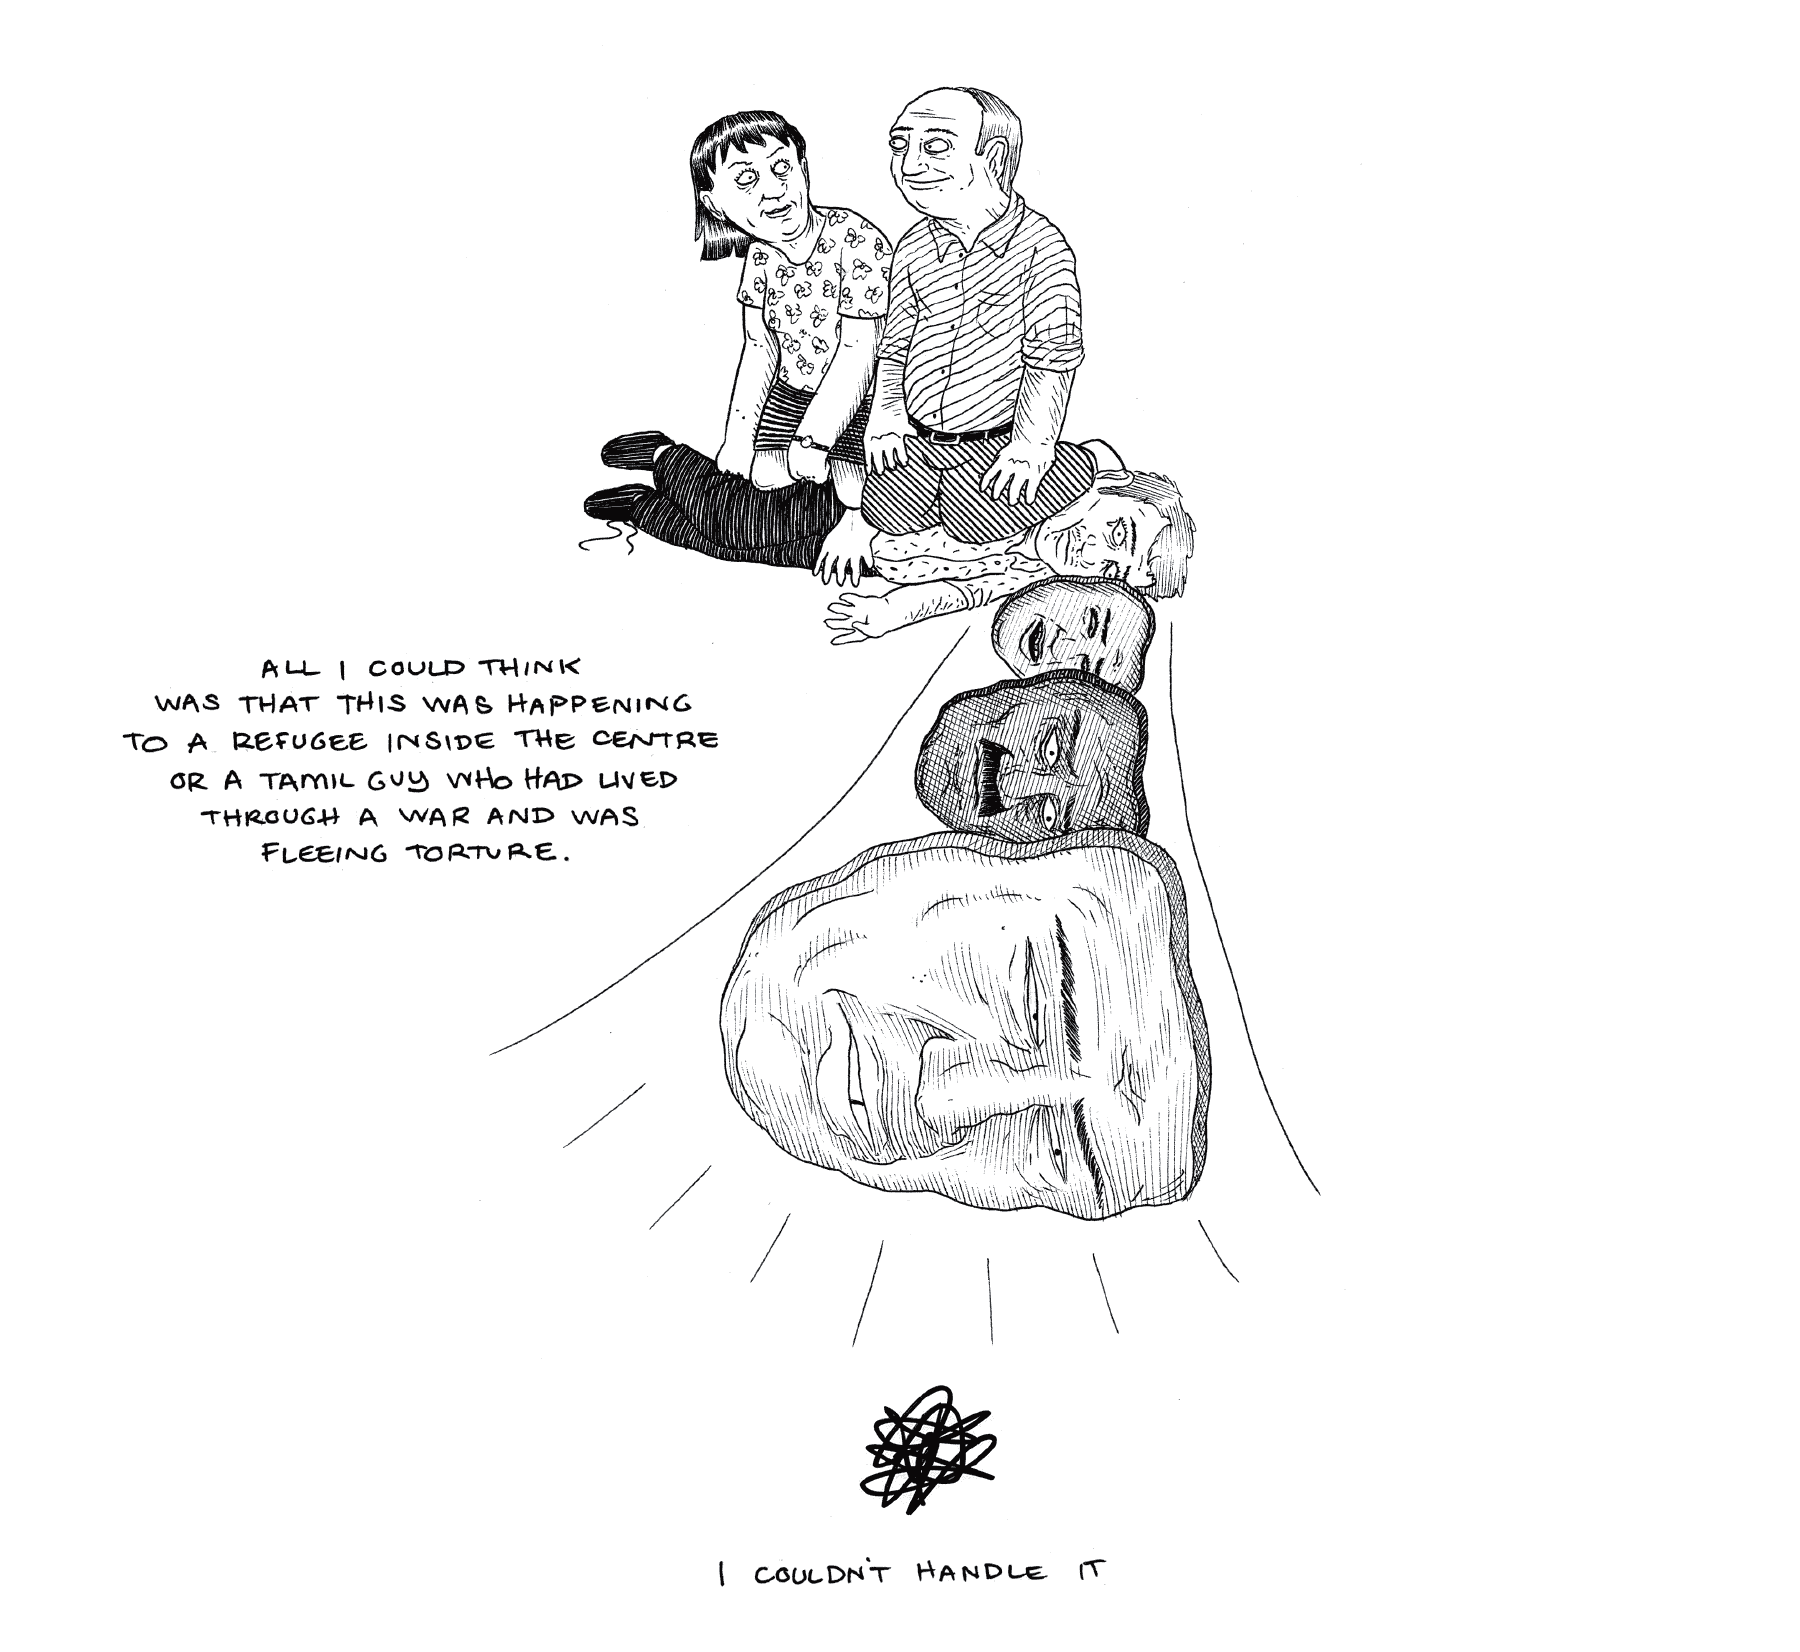 ALL I COULD THINK
WAS THAT THIS WAS HAPPENING
TO A REFUGEE INSIDE THE CENTRE
OR A TAMIL GUY WHO HAD LIVED
THROUGH A WAR AND WAS
FLEEING TORTURE.
I COULDN'T HANDLE IT